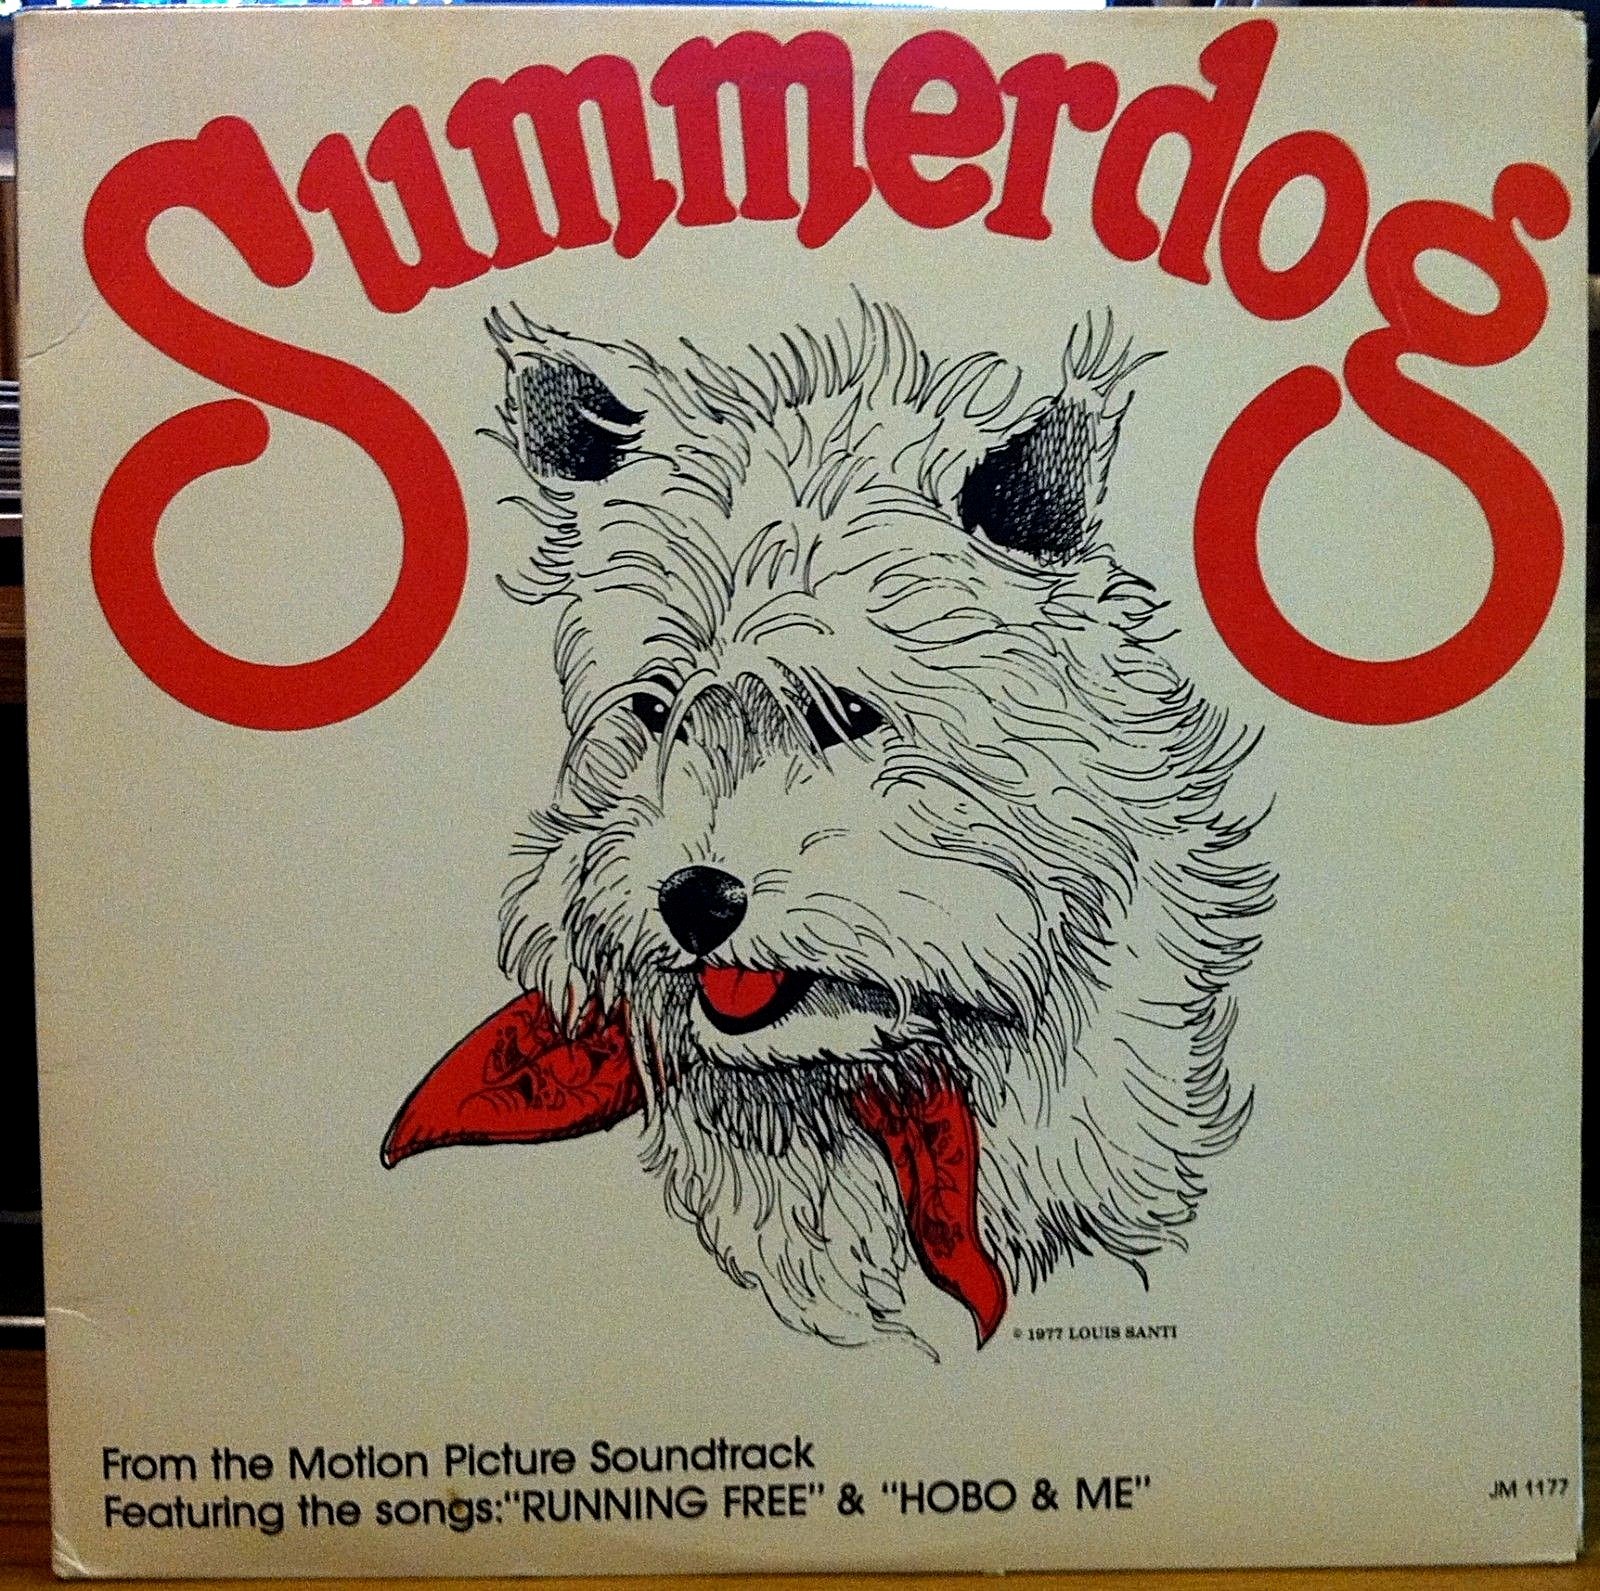 Summerdog
© 1977 LOUIS SANTI
From the Motion Picture Soundtrack
Featuring the songs:"RUNNING FREE" & "HOBO & ME"
JM 1177